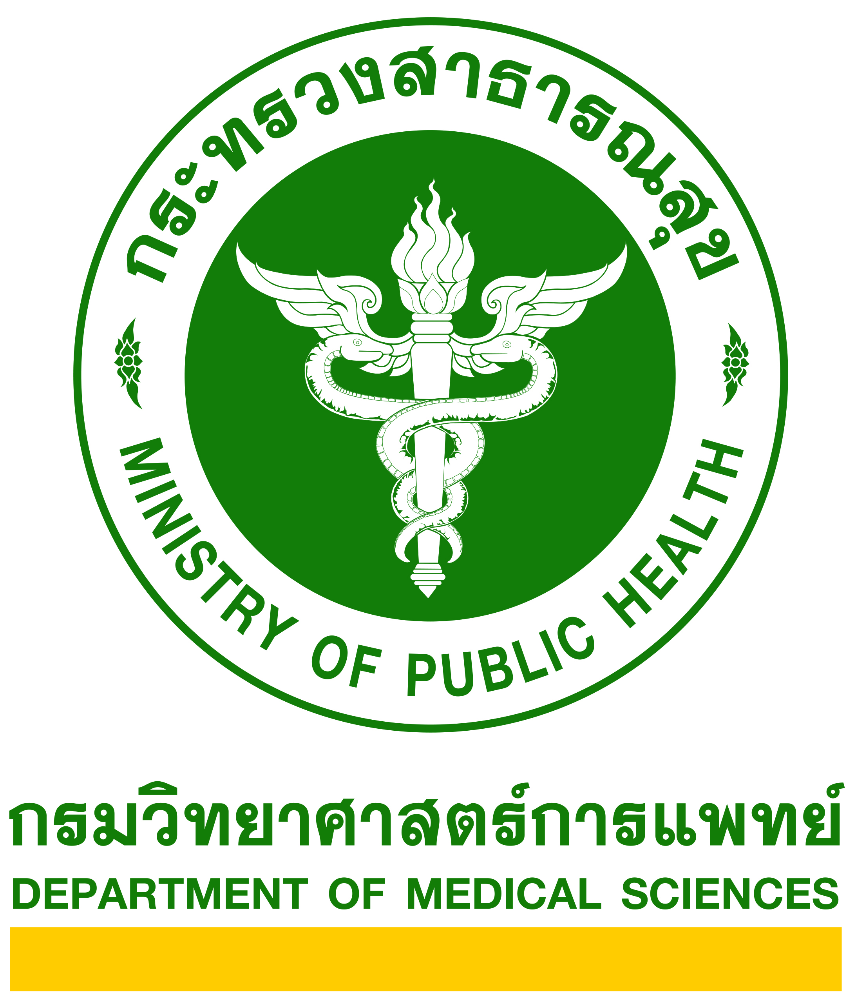 กระทรวงสาธารณสุข
MINISTRY OF PUBLIC HEALTH
กรมวิทยาศาสตร์การแพทย์
DEPARTMENT OF MEDICAL SCIENCES